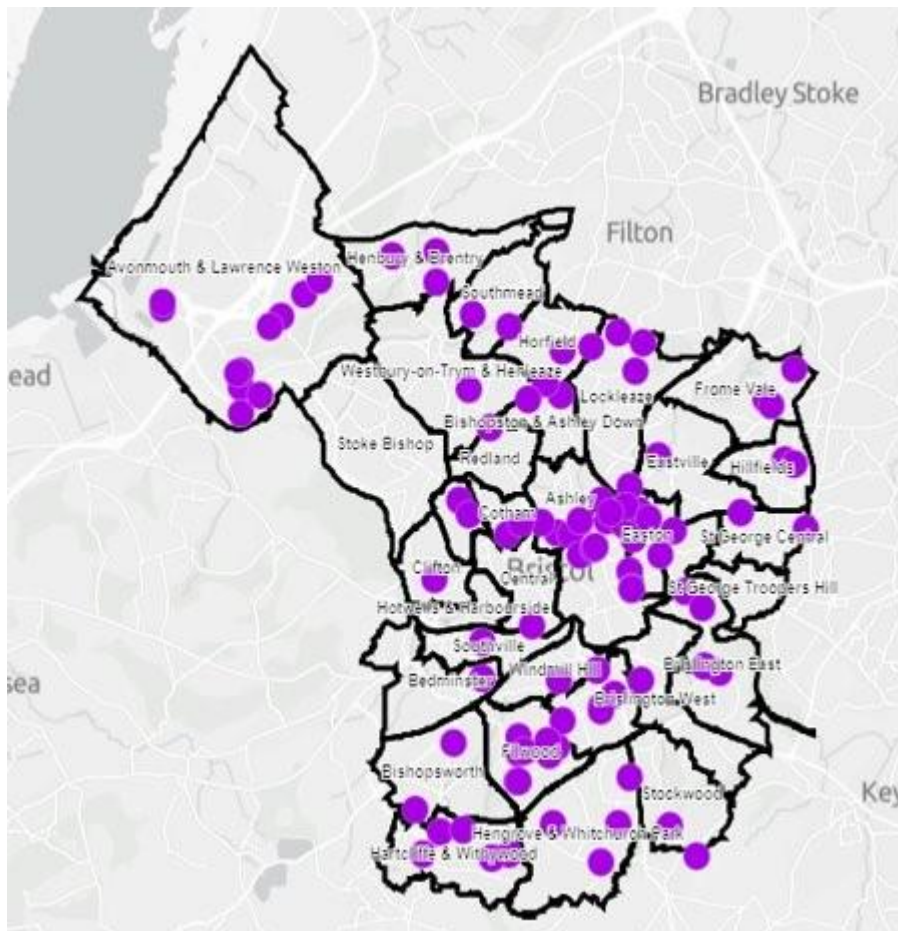 Bradley Stoke
Filton
Henbury & Brentry
Avonmouth & Lawrence Weston
Southmead
Horfield
Westbury-on-Trym & Henleaze
ead
Frome Vale
Lockleaze
Bishopston & Ashley Down
Stoke Bishop
Redland
Eastville
Hillfields
Ashley
Cotham
Easton
St George Central
Clifton
Bristol
Central
St George Troopers Hill
Hotwells & Harbourside
Southville
Windmill Hill
Brislington East
Bedminster
sea
Brislington West
Filwood
Bishopsworth
Stockwood
Key
Hengrove & Whitchurch Park
Hartcliffe & Withywood